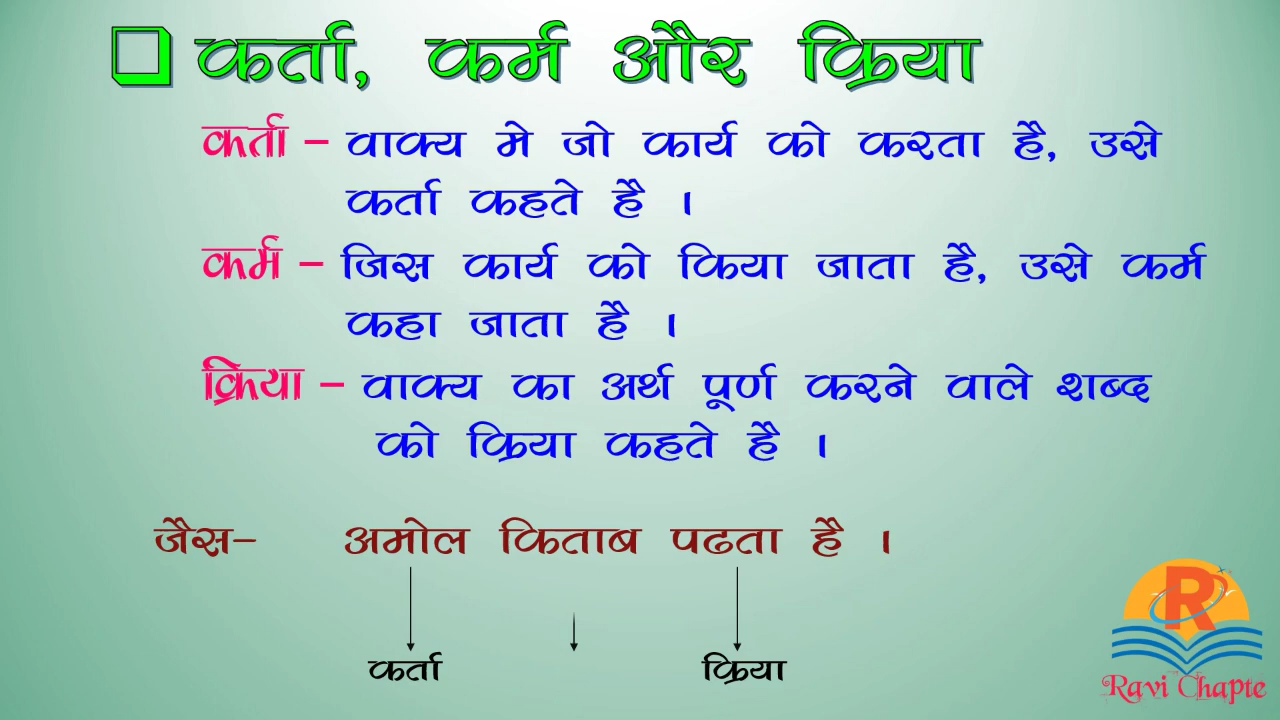 कर्ता, कर्म और क्रिया
कर्ता – वाक्य मे जो कार्य को करता है, उसे
कर्ता कहते है ।
कर्म – जिस कार्य को किया जाता है, उसे कर्म
कहा जाता है ।
क्रिया – वाक्य का अर्थ पूर्ण करने वाले शब्द
को क्रिया कहते है ।
जैस– अमोल किताब पढता है ।
कर्ता क्रिया
R
Ravi Chapte